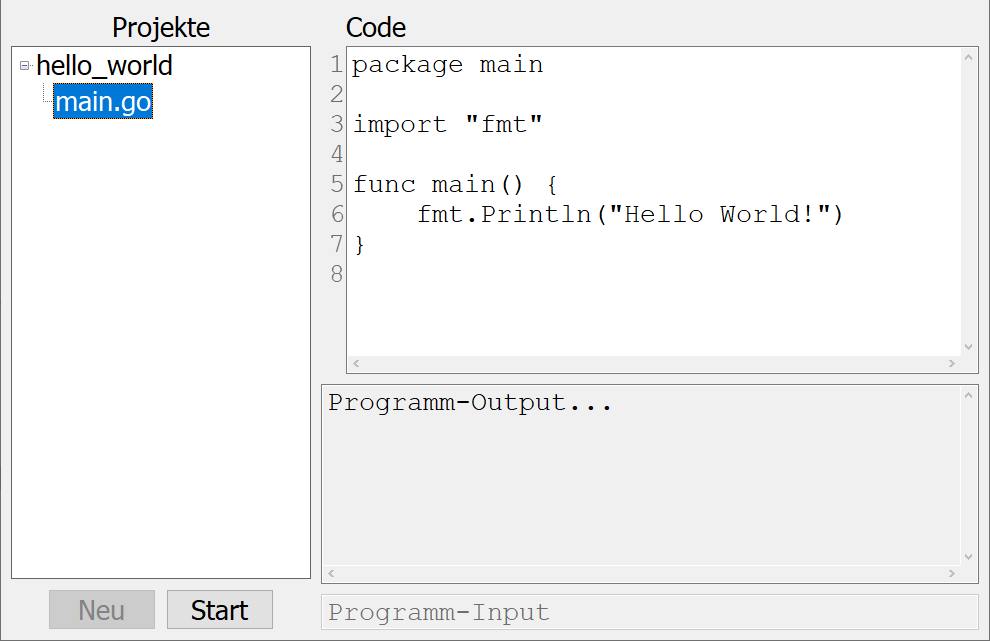 Projekte
hello_world
main.go
Neu
Start
Code
1 package main
2
3 import "fmt"
4
5 func main() {
6     fmt.Println("Hello World!")
7 }
8
Programm-Output...
Programm-Input